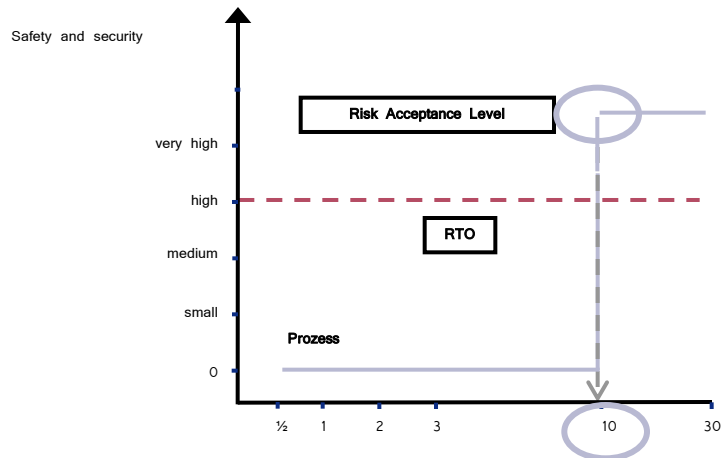 Safety and security
Risk Acceptance Level
very high
high
RTO
medium
small
Prozess
0
½ 1 2 3 10 30